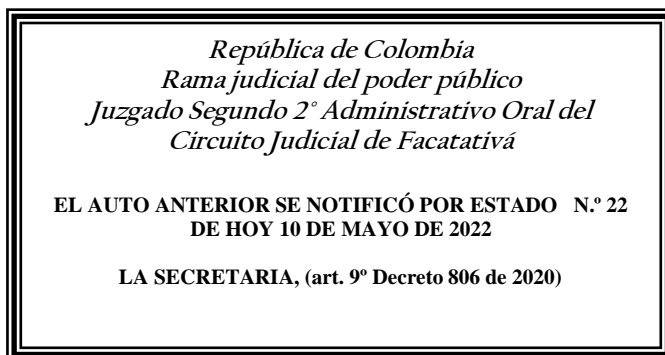 República de Colombia
Rama judicial del poder público
Juzgado Segundo 2° Administrativo Oral del
Circuito Judicial de Facatativá
EL AUTO ANTERIOR SE NOTIFICÓ POR ESTADO N.º 22
DE HOY 10 DE MAYO DE 2022
LA SECRETARIA, (art. 9º Decreto 806 de 2020)